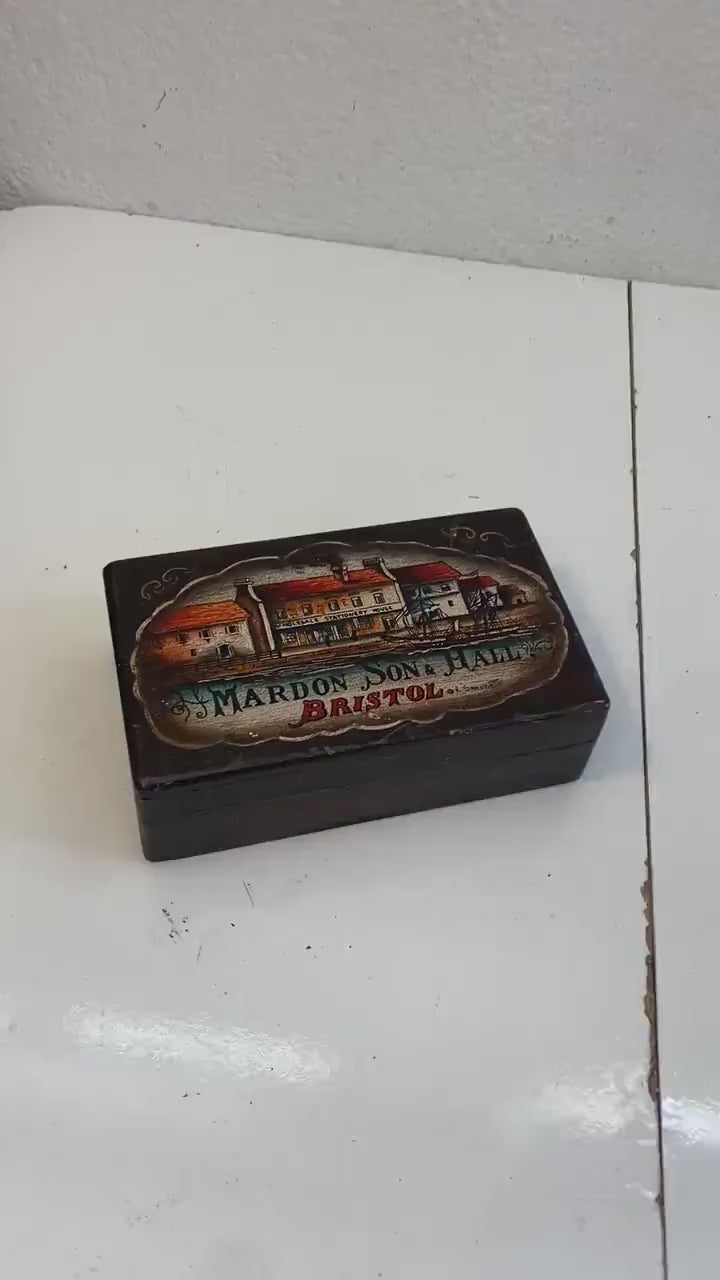 WHOLESALE STATIONERY HOUSE
MARDON SON & HALL
BRISTOL